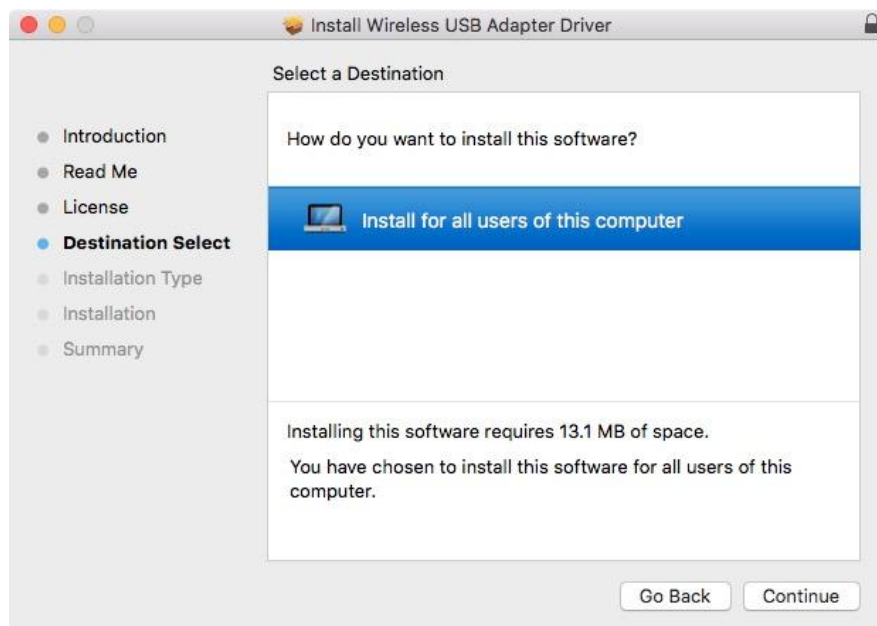 Install Wireless USB Adapter Driver
Select a Destination
Introduction
Read Me
License
Destination Select
Installation Type
Installation
Summary
How do you want to install this software?
Install for all users of this computer
Installing this software requires 13.1 MB of space.
You have chosen to install this software for all users of this
computer.
Go Back
Continue